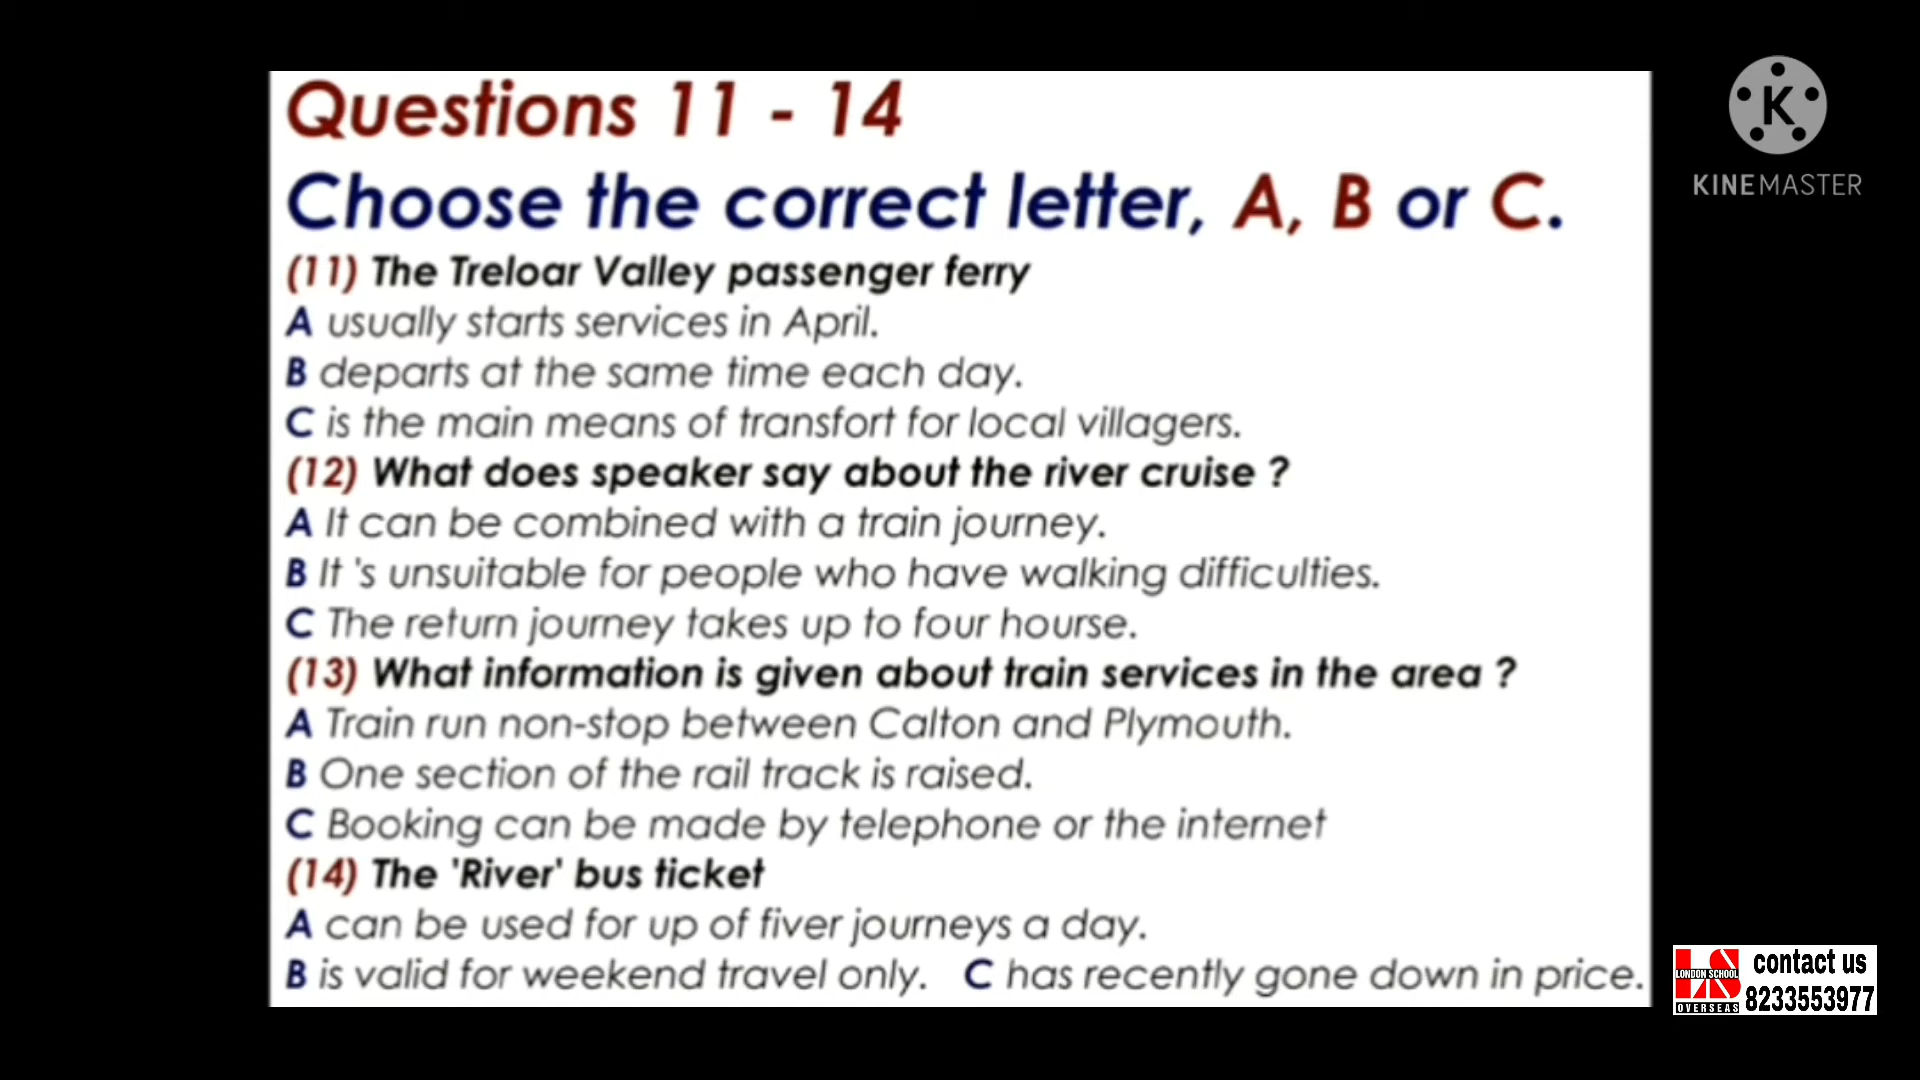 Questions 11 - 14
Choose the correct letter, A, B or C.
(11) The Treloar Valley passenger ferry
A usually starts services in April.
B departs at the same time each day.
C is the main means of transfort for local villagers.
(12) What does speaker say about the river cruise ?
A It can be combined with a train journey.
B It 's unsuitable for people who have walking difficulties.
C The return journey takes up to four hourse.
(13) What information is given about train services in the area ?
A Train run non-stop between Calton and Plymouth.
B One section of the rail track is raised.
C Booking can be made by telephone or the internet
(14) The 'River' bus ticket
A can be used for up of fiver journeys a day.
B is valid for weekend travel only. C has recently gone down in price.
K
KINEMASTER
LS
LONDON SCHOOL
OVERSEAS
contact us
8233553977